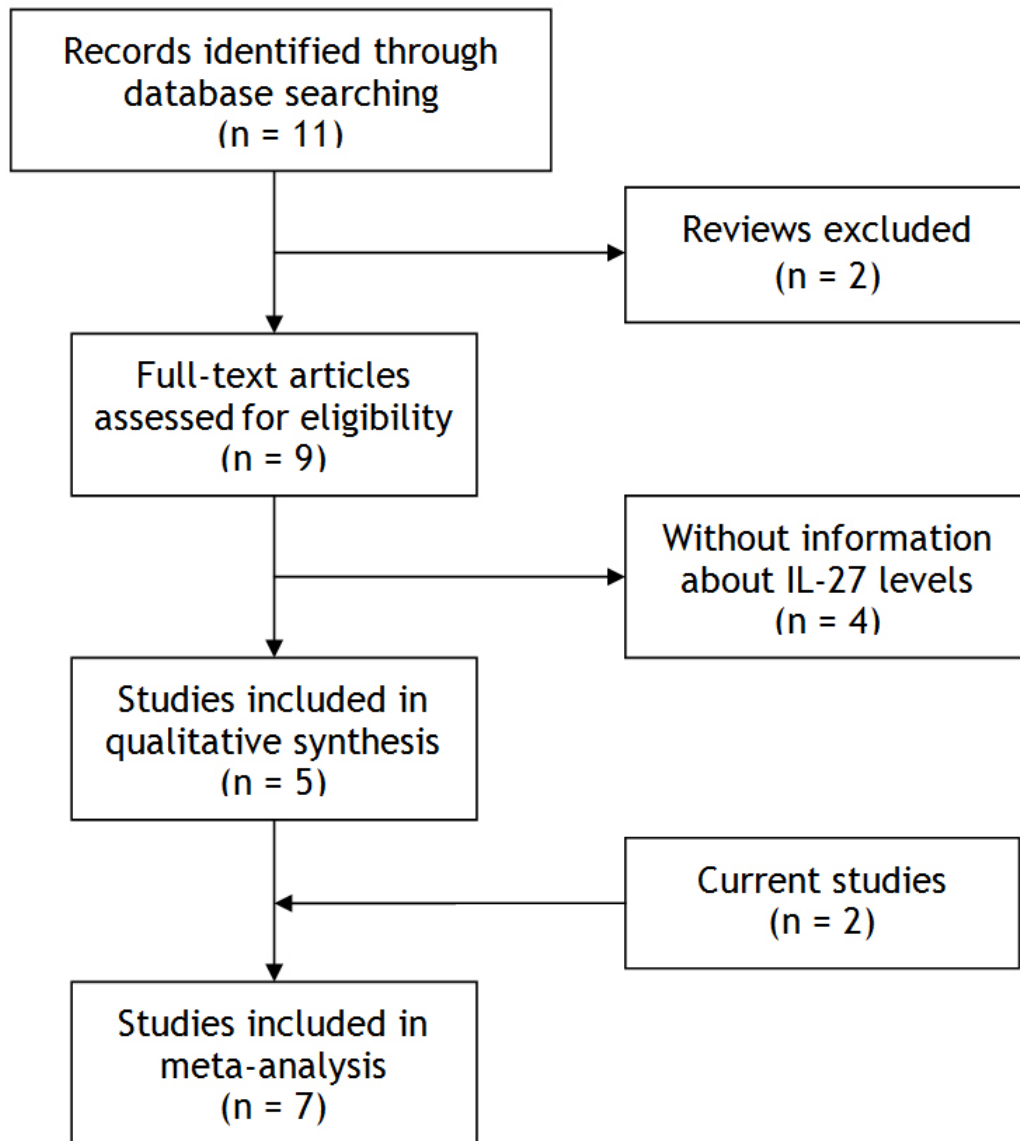 Records identified through
database searching
(n = 11)
Reviews excluded
(n = 2)
Full-text articles
assessed for eligibility
(n = 9)
Without information
about IL-27 levels
(n = 4)
Studies included in
qualitative synthesis
(n = 5)
Current studies
(n = 2)
Studies included in
meta-analysis
(n = 7)